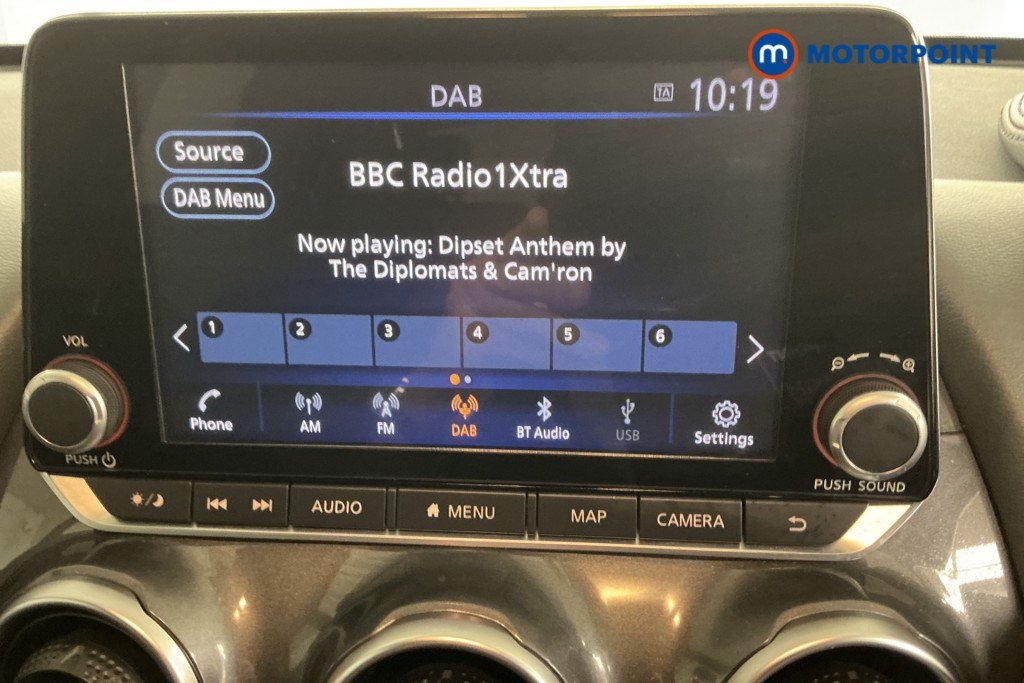 m MOTORPOINT
DAB
TA 10:19
Source
BBC Radio1Xtra
DAB Menu
Now playing: Dipset Anthem by
The Diplomats & Cam'ron
1 2 3 4 5 6
VOL
Phone AM FM DAB BT Audio USB Settings
PUSH
PUSH SOUND
AUDIO MENU MAP CAMERA